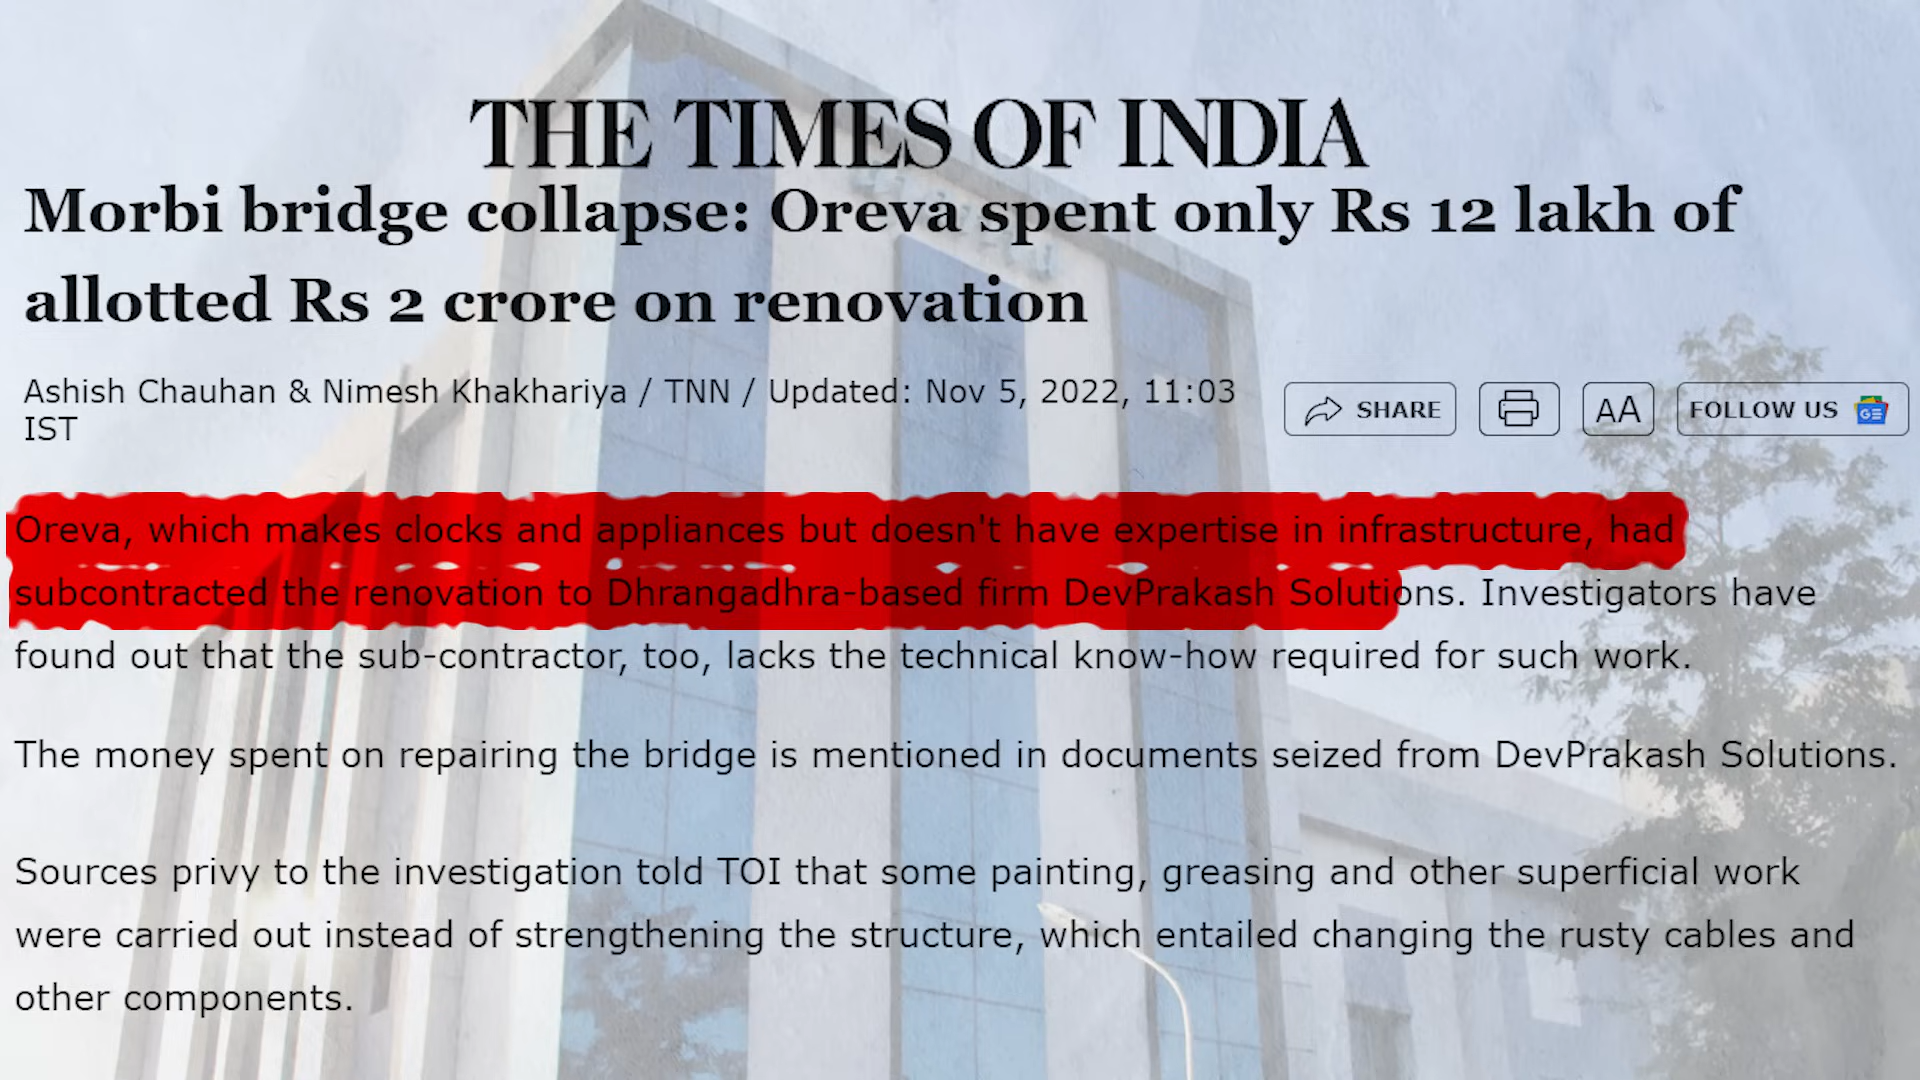 THE TIMES OF INDIA
Morbi bridge collapse: Oreva spent only Rs 12 lakh of
allotted Rs 2 crore on renovation
Ashish Chauhan & Nimesh Khakhariya / TNN / Updated: Nov 5, 2022, 11:03
IST
SHARE
AA
FOLLOW US
GE
Oreva, which makes clocks and appliances but doesn't have expertise in infrastructure, had
subcontracted the renovation to Dhrangadhra-based firm DevPrakash Solutions. Investigators have
found out that the sub-contractor, too, lacks the technical know-how required for such work.
The money spent on repairing the bridge is mentioned in documents seized from DevPrakash Solutions.
Sources privy to the investigation told TOI that some painting, greasing and other superficial work
were carried out instead of strengthening the structure, which entailed changing the rusty cables and
other components.